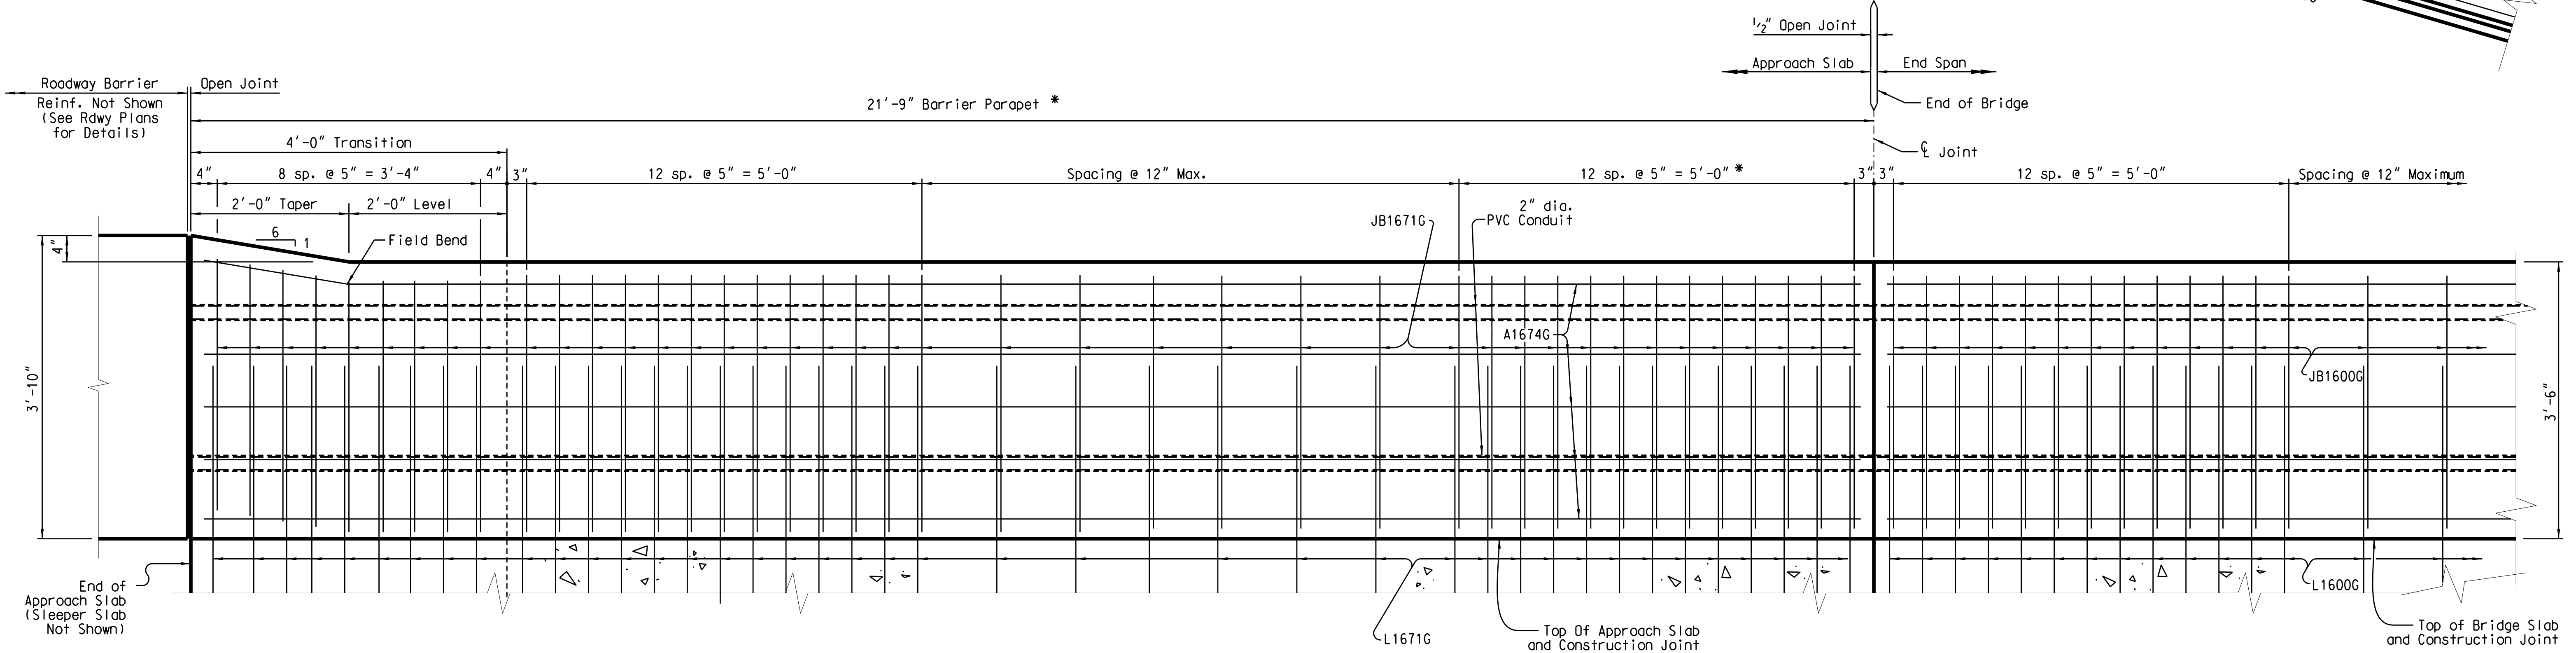 1/2" Open Joint
Approach Slab
End Span
End of Bridge
℄ Joint
Roadway Barrier
Open Joint
Reinf. Not Shown
(See Rdwy Plans
for Details)
21'-9" Barrier Parapet *
4'-0" Transition
4"
8 sp. @ 5" = 3'-4"
4"
3"
12 sp. @ 5" = 5'-0"
Spacing @ 12" Max.
12 sp. @ 5" = 5'-0" *
3"
3"
12 sp. @ 5" = 5'-0"
Spacing @ 12" Maximum
2'-0" Taper
2'-0" Level
6
1
Field Bend
4"
JB1671G
2" dia.
PVC Conduit
A1674G
JB1600G
3'-10"
3'-6"
End of
Approach Slab
(Sleeper Slab
Not Shown)
L1671G
Top Of Approach Slab
and Construction Joint
L1600G
Top of Bridge Slab
and Construction Joint